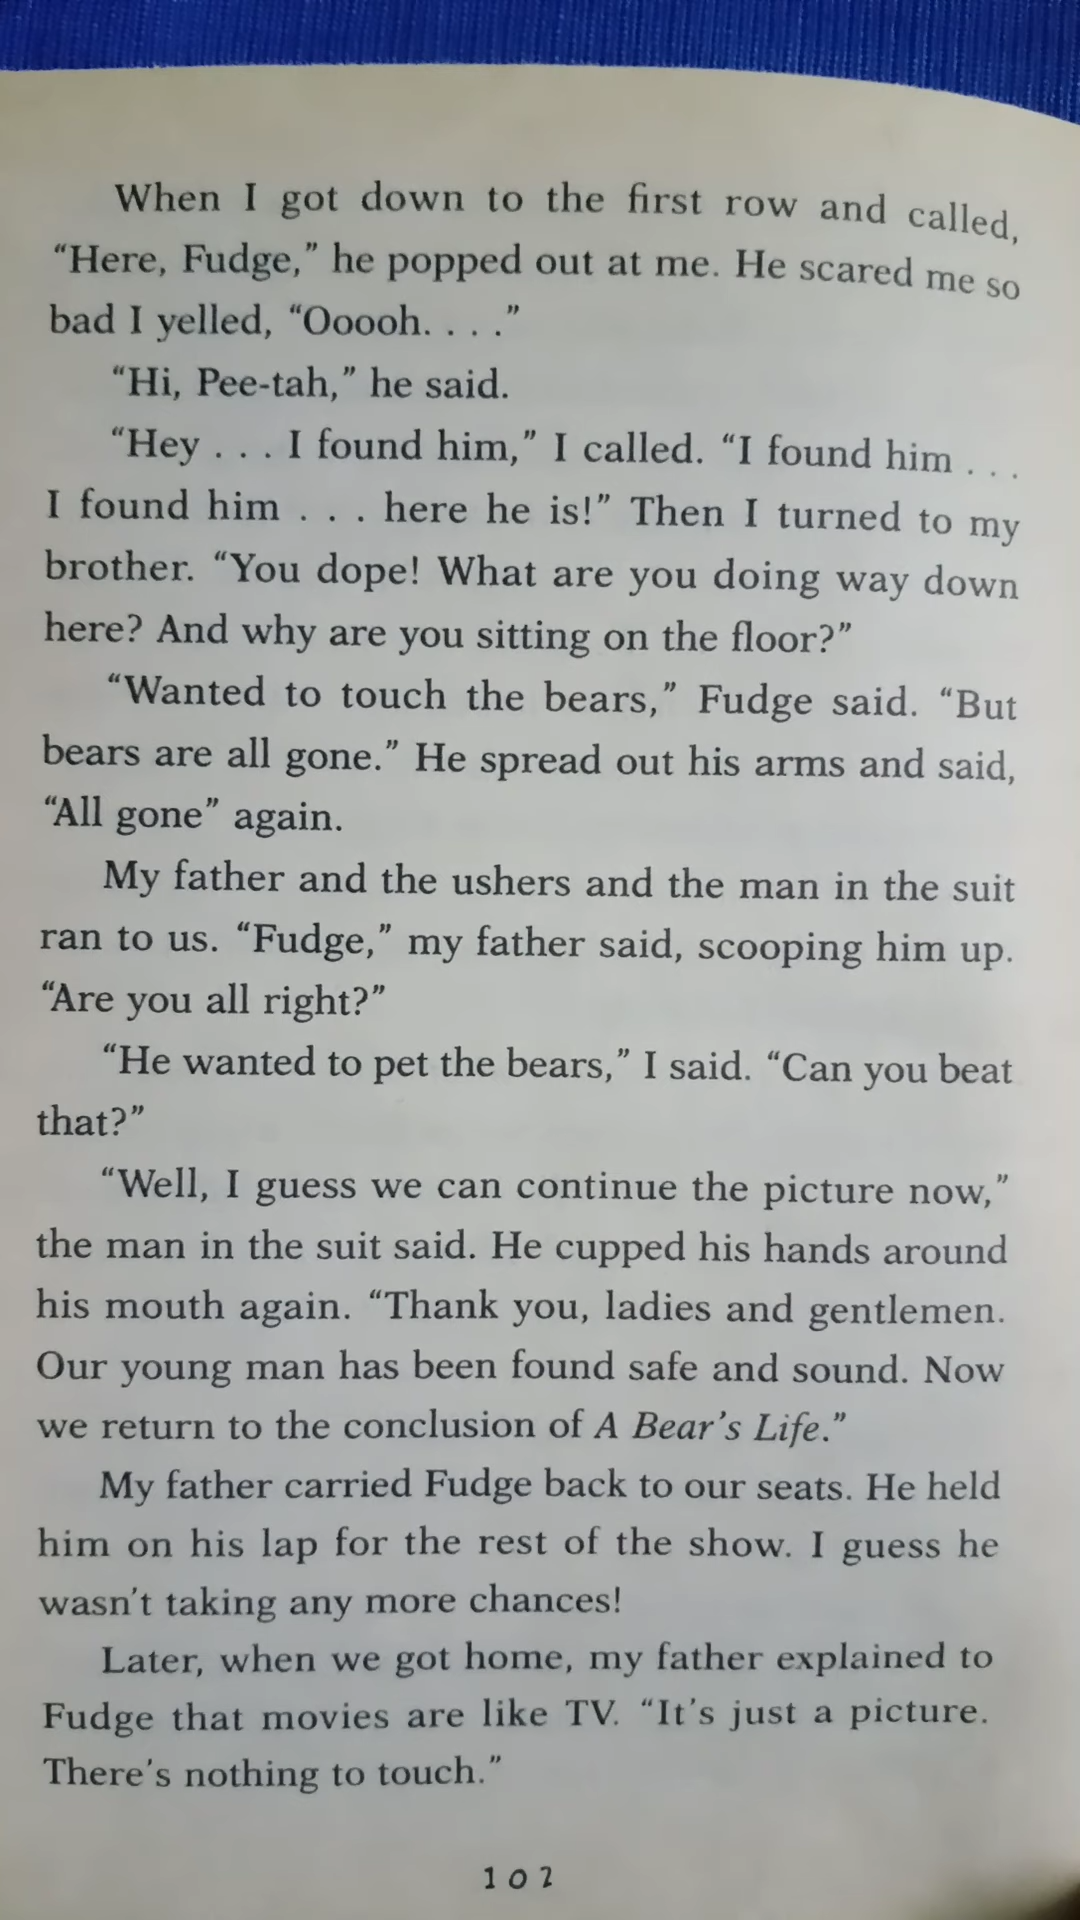 When I got down to the first row and called,
“Here, Fudge,” he popped out at me. He scared me so
bad I yelled, “Ooooh. . . .”
“Hi, Pee-tah,” he said.
“Hey . . . I found him,” I called. “I found him . . .
I found him . . . here he is!” Then I turned to my
brother. “You dope! What are you doing way down
here? And why are you sitting on the floor?”
“Wanted to touch the bears,” Fudge said. “But
bears are all gone.” He spread out his arms and said,
“All gone” again.
My father and the ushers and the man in the suit
ran to us. “Fudge,” my father said, scooping him up.
“Are you all right?”
“He wanted to pet the bears,” I said. “Can you beat
that?”
“Well, I guess we can continue the picture now,”
the man in the suit said. He cupped his hands around
his mouth again. “Thank you, ladies and gentlemen.
Our young man has been found safe and sound. Now
we return to the conclusion of A Bear’s Life.”
My father carried Fudge back to our seats. He held
him on his lap for the rest of the show. I guess he
wasn’t taking any more chances!
Later, when we got home, my father explained to
Fudge that movies are like TV. “It’s just a picture.
There’s nothing to touch.”
102